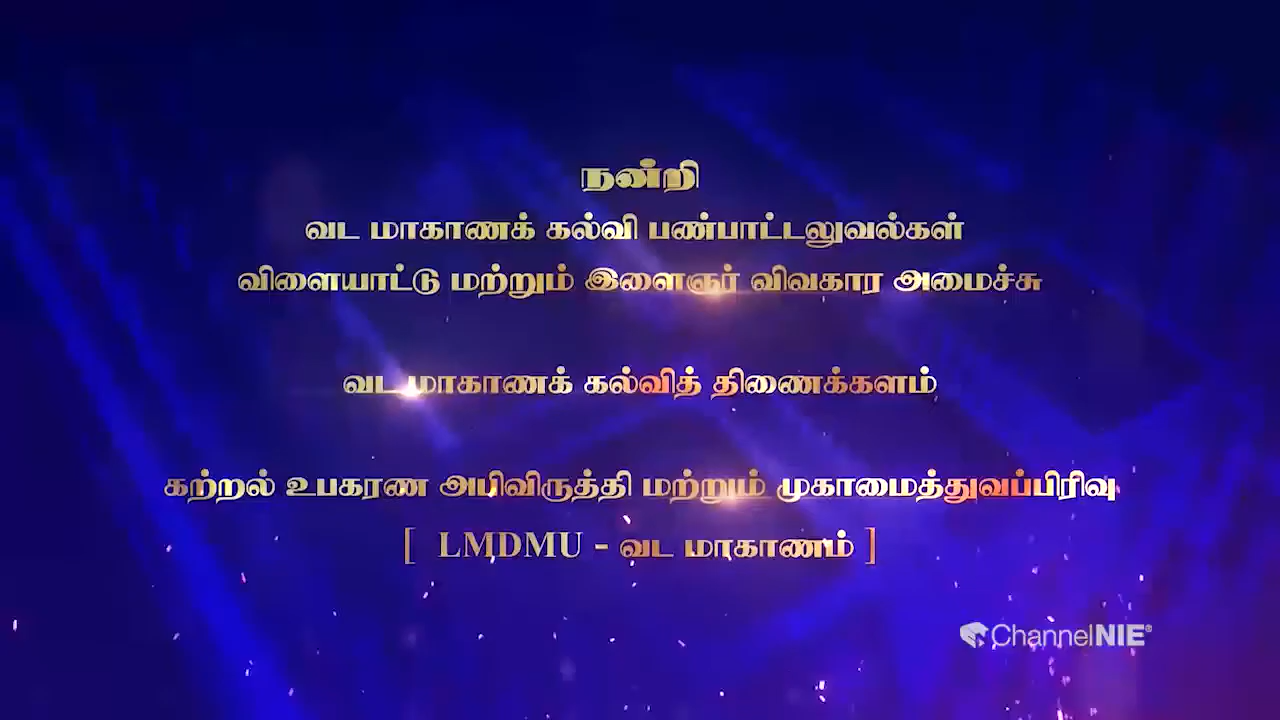 நன்றி
வட மாகாணக் கல்வி பண்பாட்டலுவல்கள்
விளையாட்டு மற்றும் இளைஞர் விவகார அமைச்சு
வட மாகாணக் கல்வித் திணைக்களம்
கற்றல் உபகரண அபிவிருத்தி மற்றும் முகாமைத்துவப்பிரிவு
[ LMDMU - வட மாகாணம் ]
ChannelNIE®